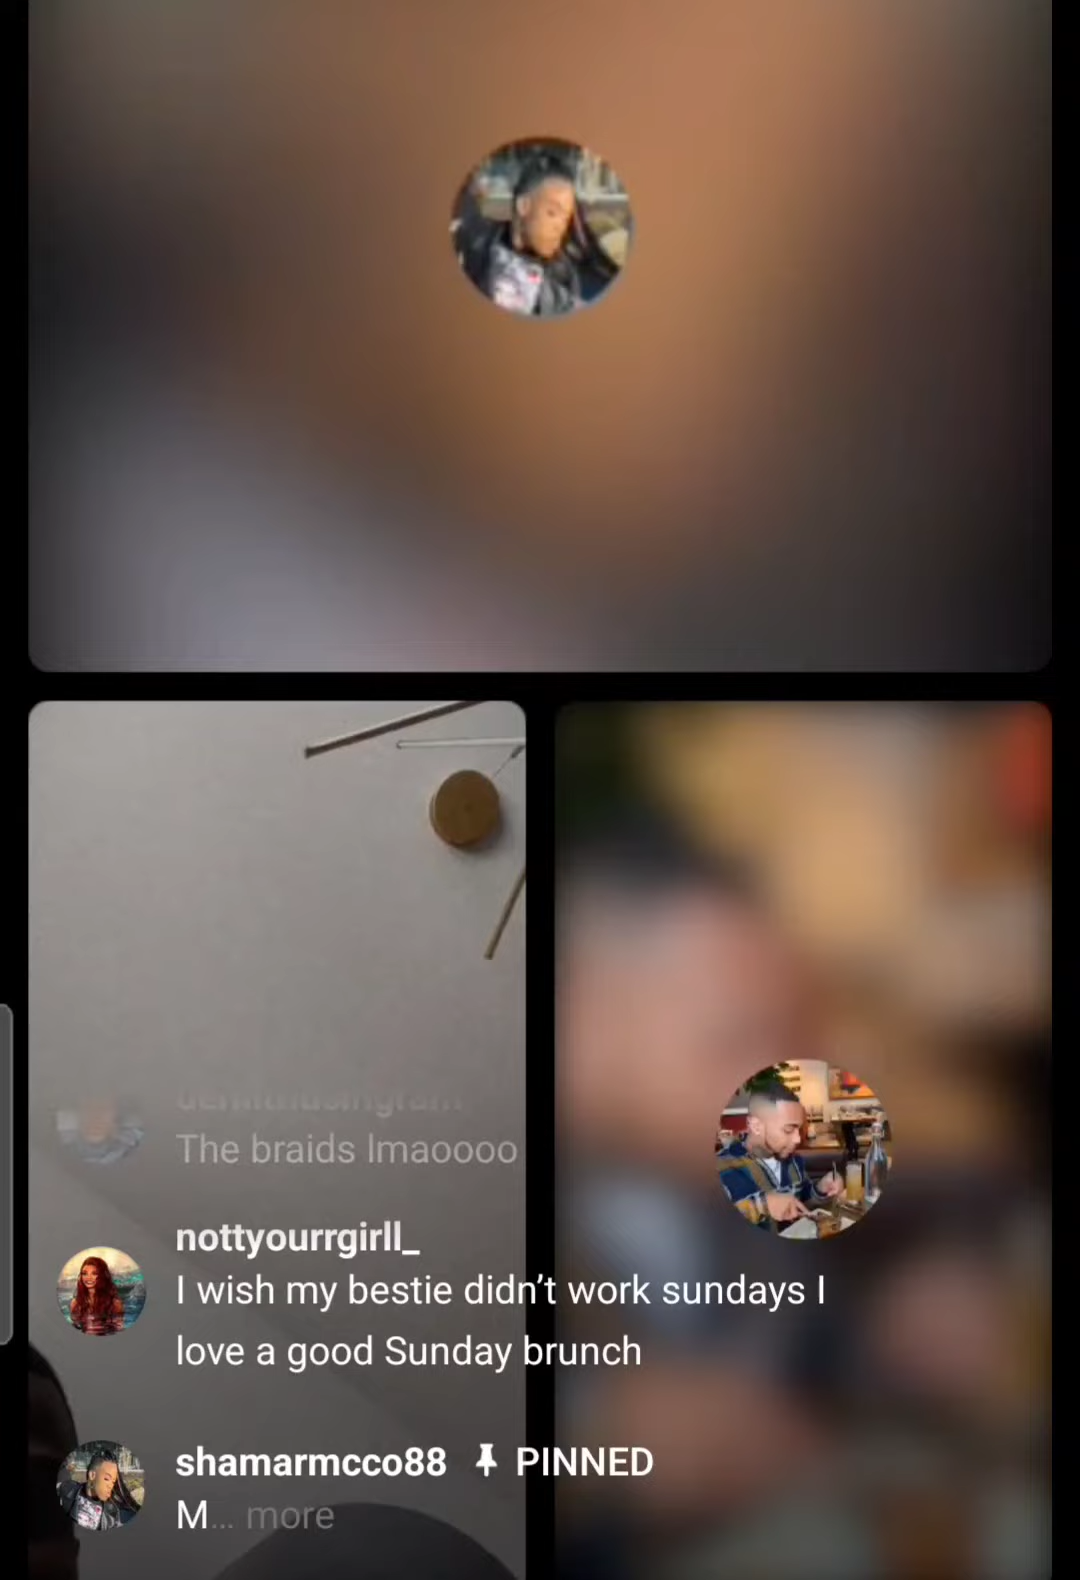 The braids lmaoooo
nottyourrgirll_
I wish my bestie didn’t work sundays I
love a good Sunday brunch
shamarmcco88 PINNED
M... more